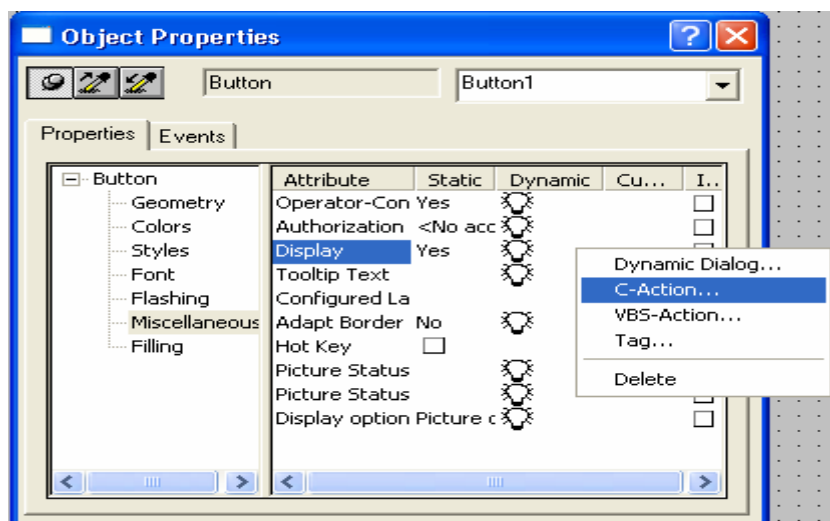 Object Properties
Button
Button1
Properties
Events
Button
Geometry
Colors
Styles
Font
Flashing
Miscellaneous
Filling
Attribute Static Dynamic Cu... I..
Operator-Con Yes
Authorization <No acc
Display Yes
Tooltip Text
Configured La
Adapt Border No
Hot Key
Picture Status
Picture Status
Display option Picture c
Dynamic Dialog...
C-Action...
VBS-Action...
Tag...
Delete